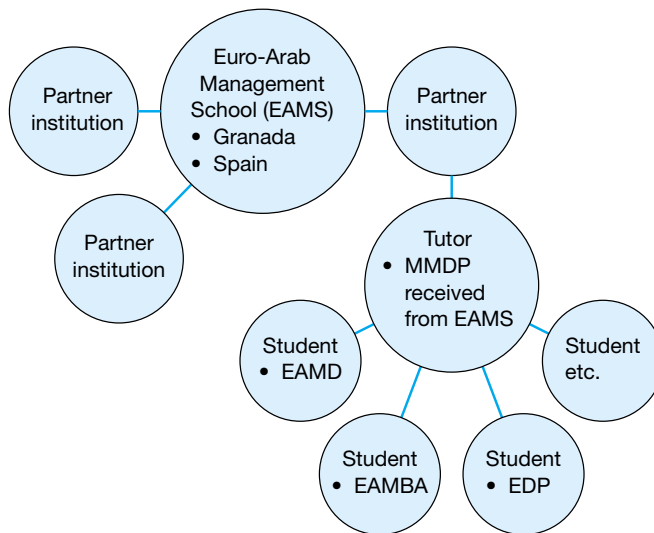 Euro-Arab
Management
School (EAMS)
• Granada
• Spain
Partner
institution
Partner
institution
Partner
institution
Tutor
• MMDP
received
from EAMS
Student
• EAMD
Student
etc.
Student
• EAMBA
Student
• EDP